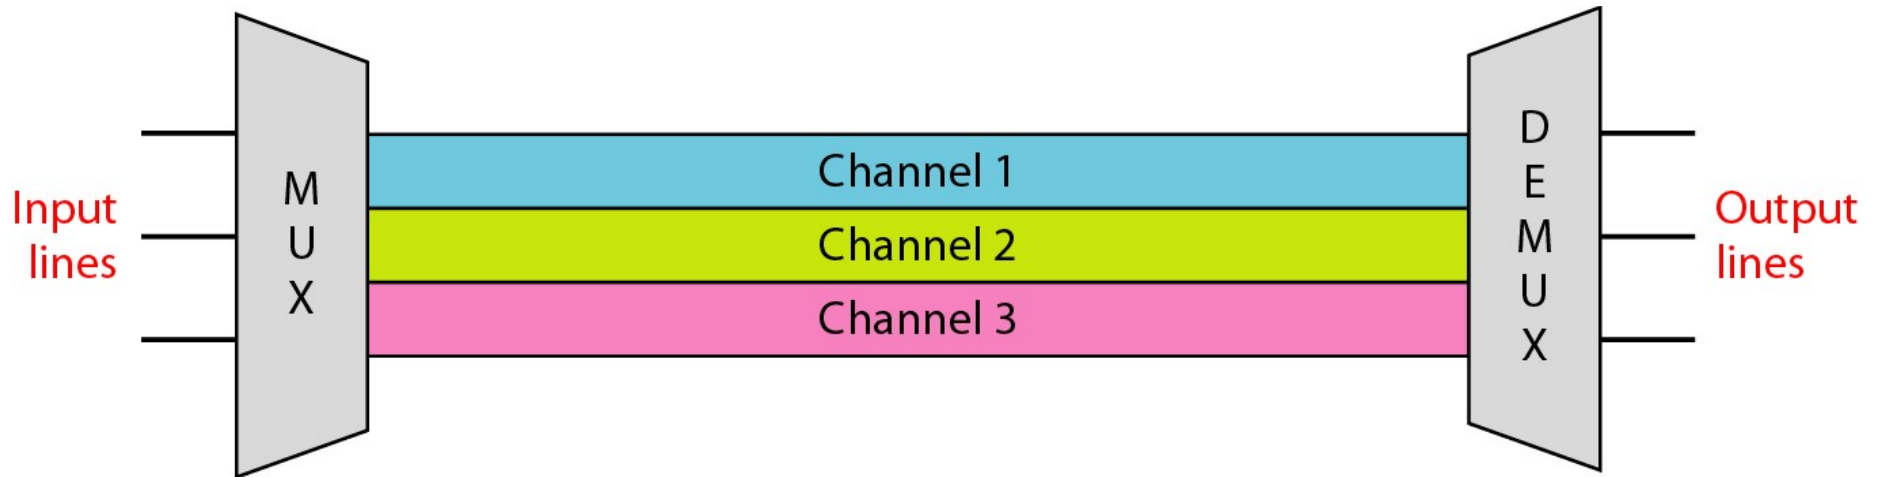 Input
lines
M
U
X
Channel 1
Channel 2
Channel 3
D
E
M
U
X
Output
lines